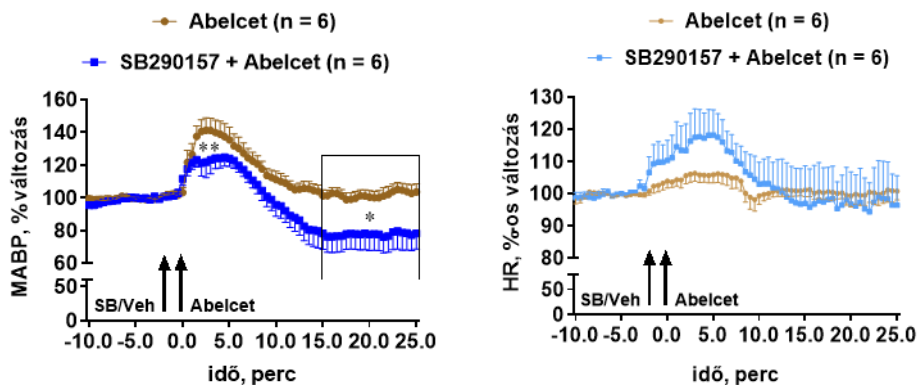 Abelcet (n = 6)
SB290157 + Abelcet (n = 6)
MABP, % változás
160
140
120
100
80
60
50
0
**
*
SB/Veh
Abelcet
-10.0 -5.0 0.0 5.0 10.0 15.0 20.0 25.0
idő, perc
Abelcet (n = 6)
SB290157 + Abelcet (n = 6)
HR, %-os változás
130
120
110
100
90
80
50
0
SB/Veh
Abelcet
-10.0 -5.0 0.0 5.0 10.0 15.0 20.0 25.0
idő, perc